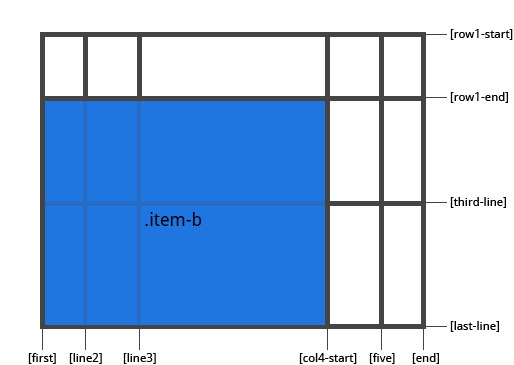 [row1-start]
[row1-end]
[third-line]
.item-b
[last-line]
[first] [line2] [line3] [col4-start] [five] [end]